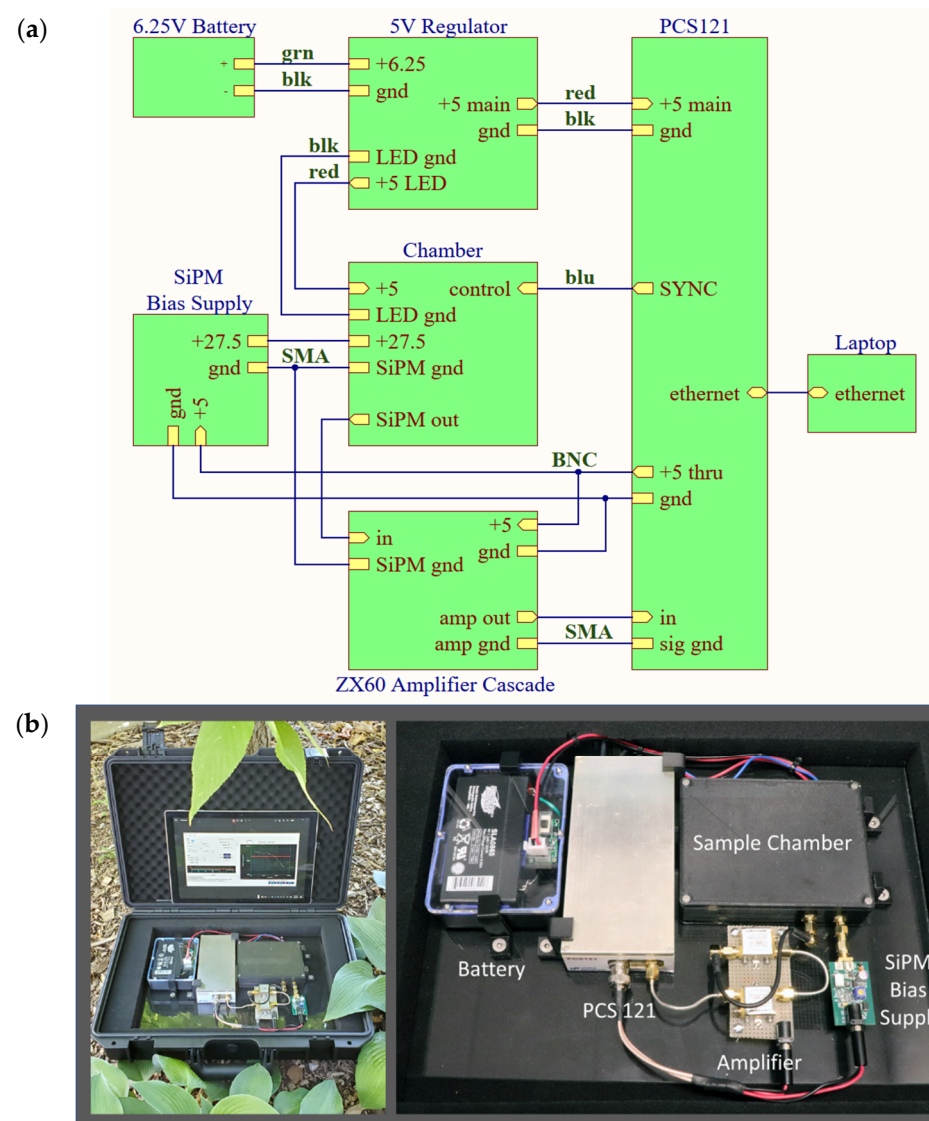 (a)
6.25V Battery
5V Regulator
PCS121
+
-
grn
blk
+6.25
gnd
+5 main
gnd
red
blk
+5 main
gnd
blk
red
LED gnd
+5 LED
Chamber
SiPM
Bias Supply
+5
LED gnd
+27.5
SiPM gnd
SiPM out
control
blu
SYNC
+27.5
gnd
SMA
gnd
+5
Laptop
ethernet
ethernet
BNC
+5 thru
gnd
in
SiPM gnd
+5
gnd
amp out
amp gnd
SMA
in
sig gnd
ZX60 Amplifier Cascade
(b)
Sample Chamber
Battery
PCS121
PCS 121
Amplifier
SiPM
Bias
Suppl